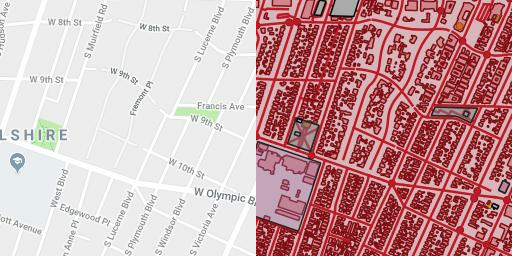 S Hudson Ave
S Muirfield Rd
W 8th St
S Lucerne Blvd
S Plymouth Blvd
W 8th St
W 9th St
W 9th St
Fremont Pl
Francis Ave
W 9th St
LSHIRE
W 10th St
West Blvd
W Olympic B
Edgewood Pl
S Lucerne Blvd
S Plymouth Blvd
S Windsor Blvd
S Victoria Ave
ott Avenue
Anne Pl